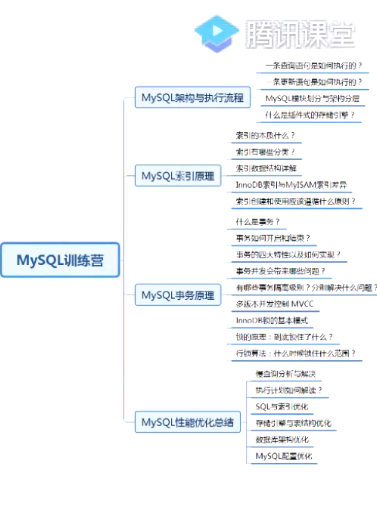 腾讯课堂
MySQL训练营
MySQL架构与执行流程
一条查询语句是如何执行的？
一条更新语句是如何执行的？
MySQL模块划分与架构分层
什么是插件式的存储引擎？
MySQL索引原理
索引的本质什么？
索引有哪些分类？
索引数据结构详解
InnoDB索引与MyISAM索引差异
索引创建和使用应该遵循什么原则？
MySQL事务原理
什么是事务？
事务如何开启和结束？
事务的四大特性以及如何实现？
事务并发会带来哪些问题？
有哪些事务隔离级别？分别解决什么问题？
多版本并发控制 MVCC
InnoDB锁的基本模式
锁的原理：到底锁住了什么？
行锁算法：什么时候锁住什么范围？
MySQL性能优化总结
慢查询分析与解决
执行计划如何解读？
SQL与索引优化
存储引擎与表结构优化
数据库架构优化
MySQL配置优化